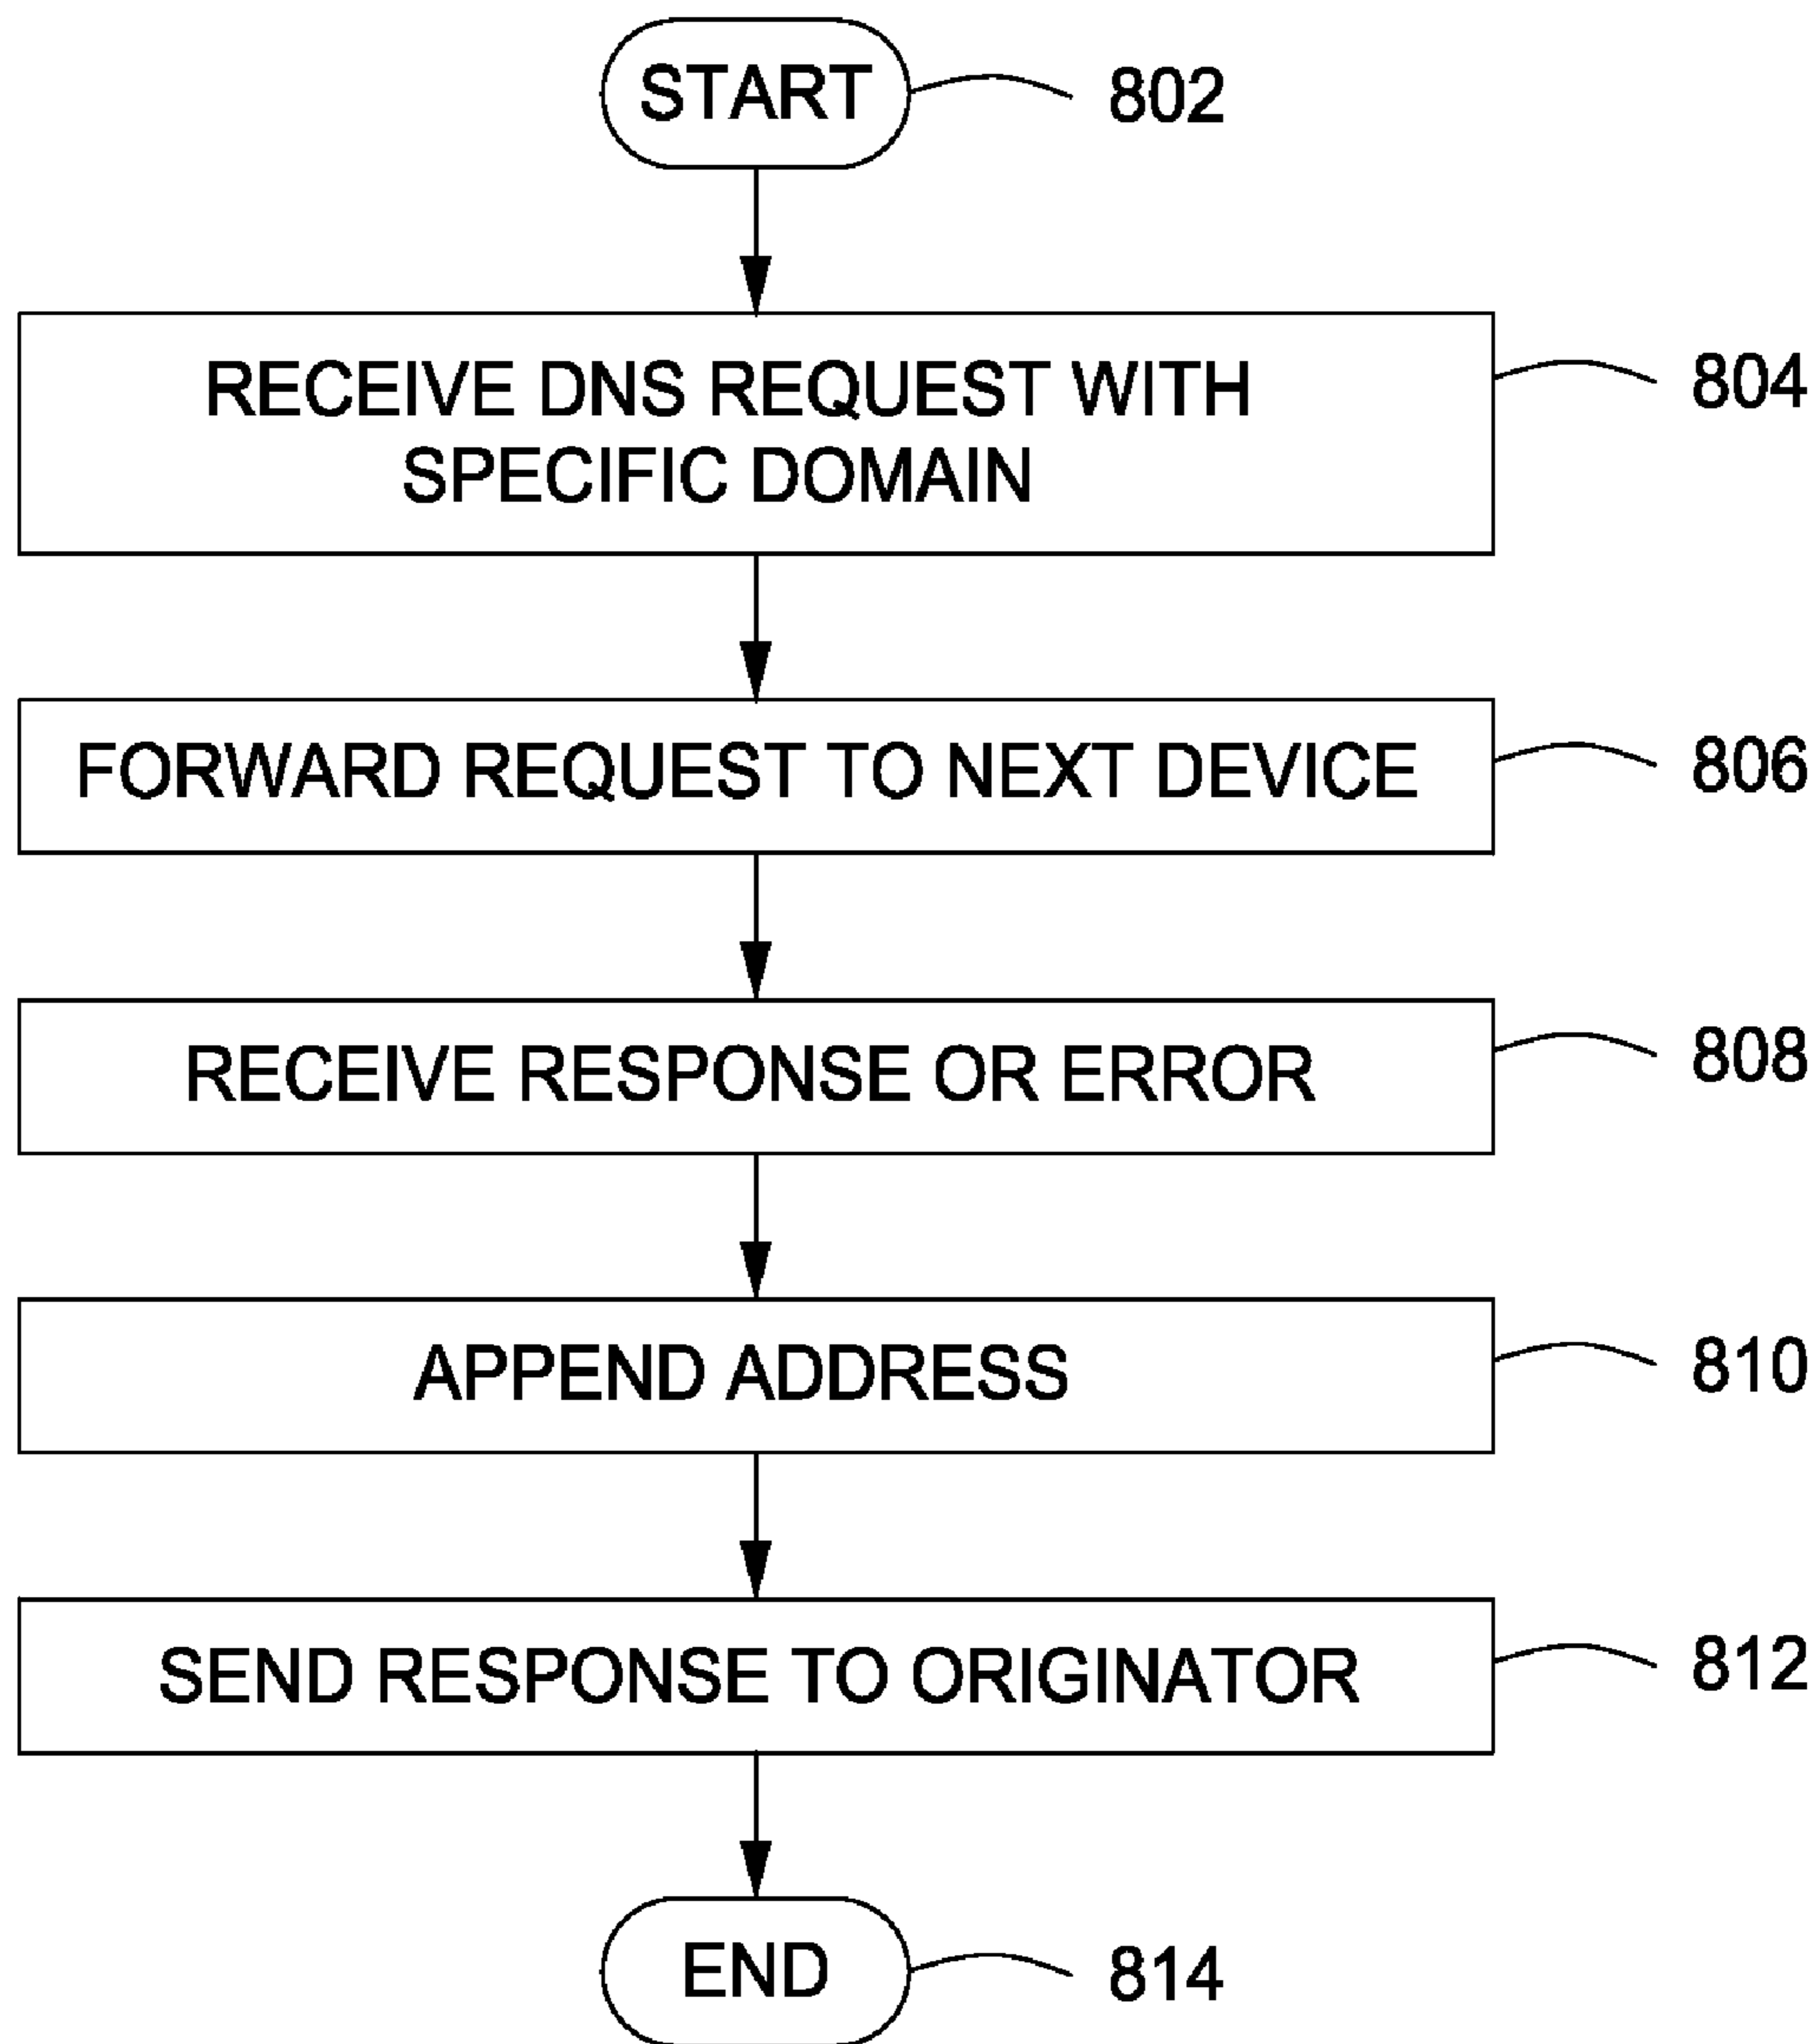 START
802
RECEIVE DNS REQUEST WITH
SPECIFIC DOMAIN
804
FORWARD REQUEST TO NEXT DEVICE
806
RECEIVE RESPONSE OR ERROR
808
APPEND ADDRESS
810
SEND RESPONSE TO ORIGINATOR
812
END
814